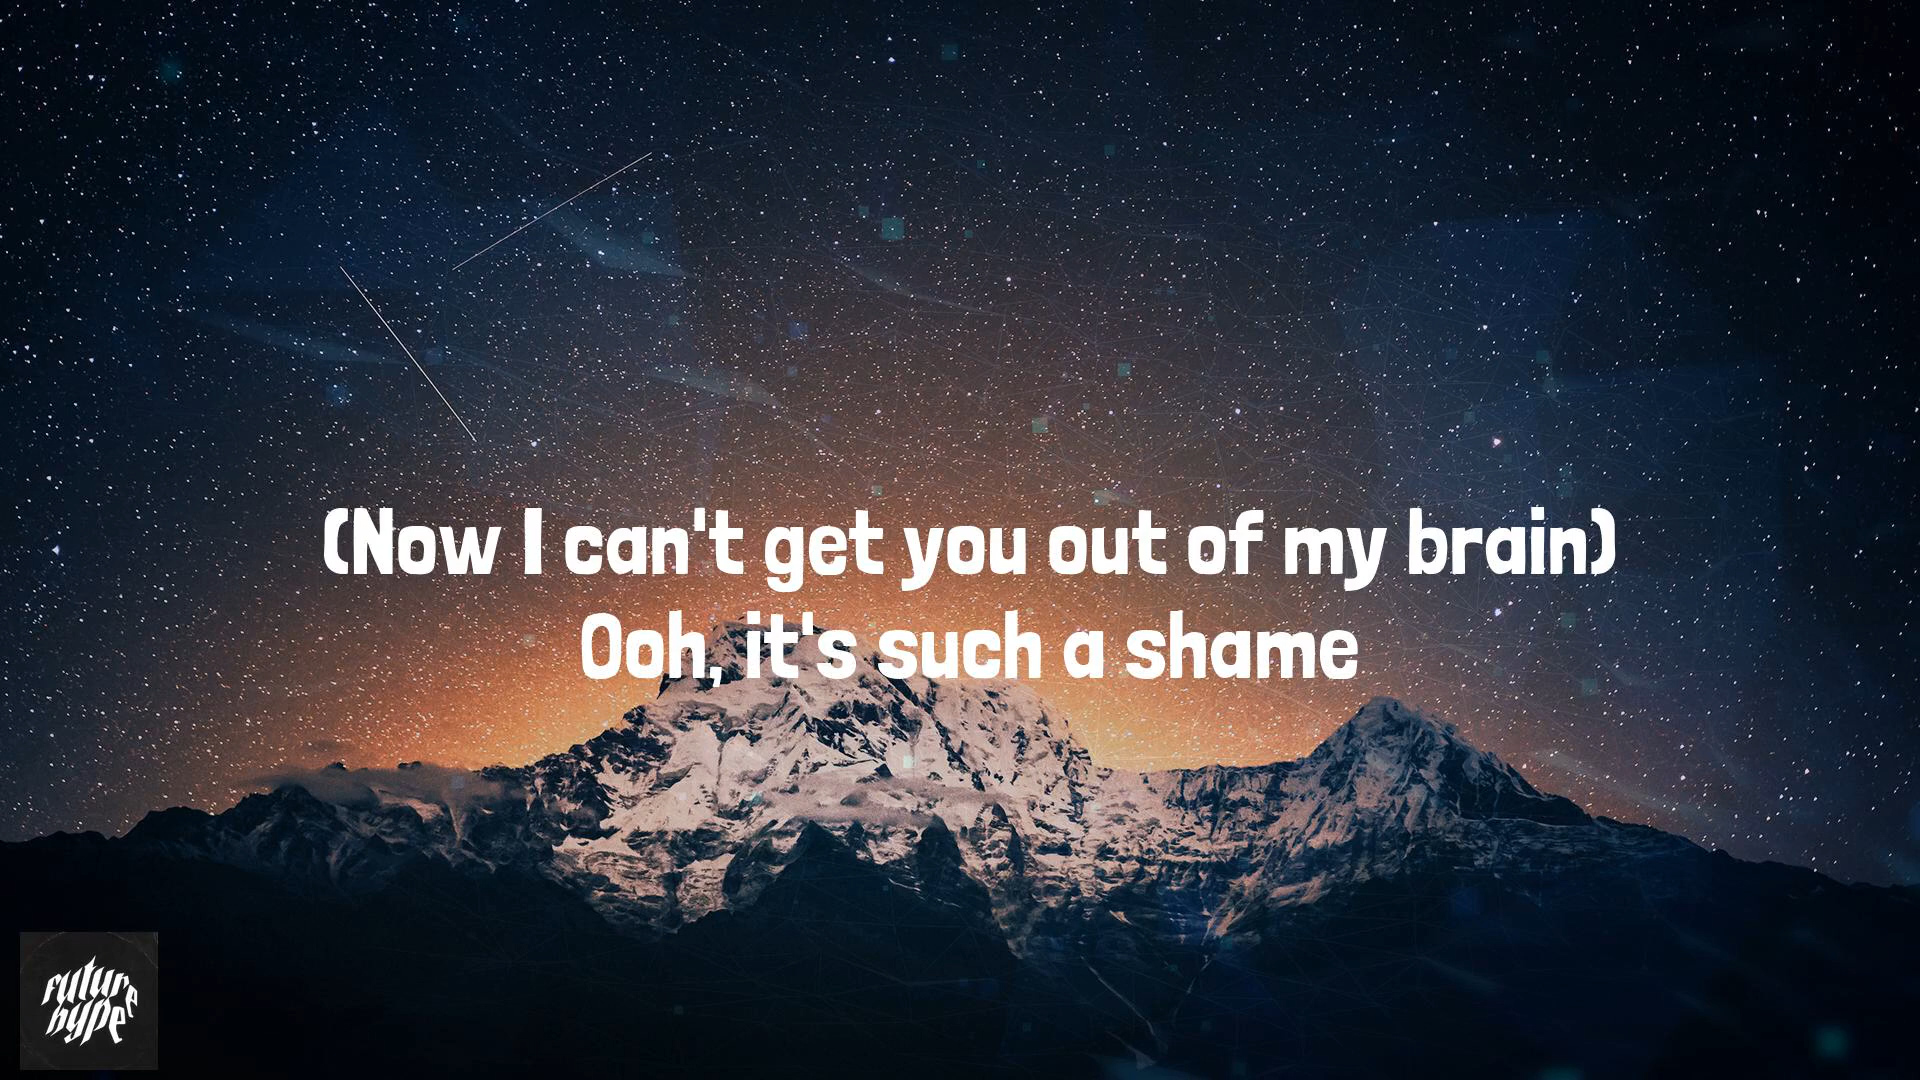 (Now I can't get you out of my brain)
Ooh, it's such a shame
future
hype